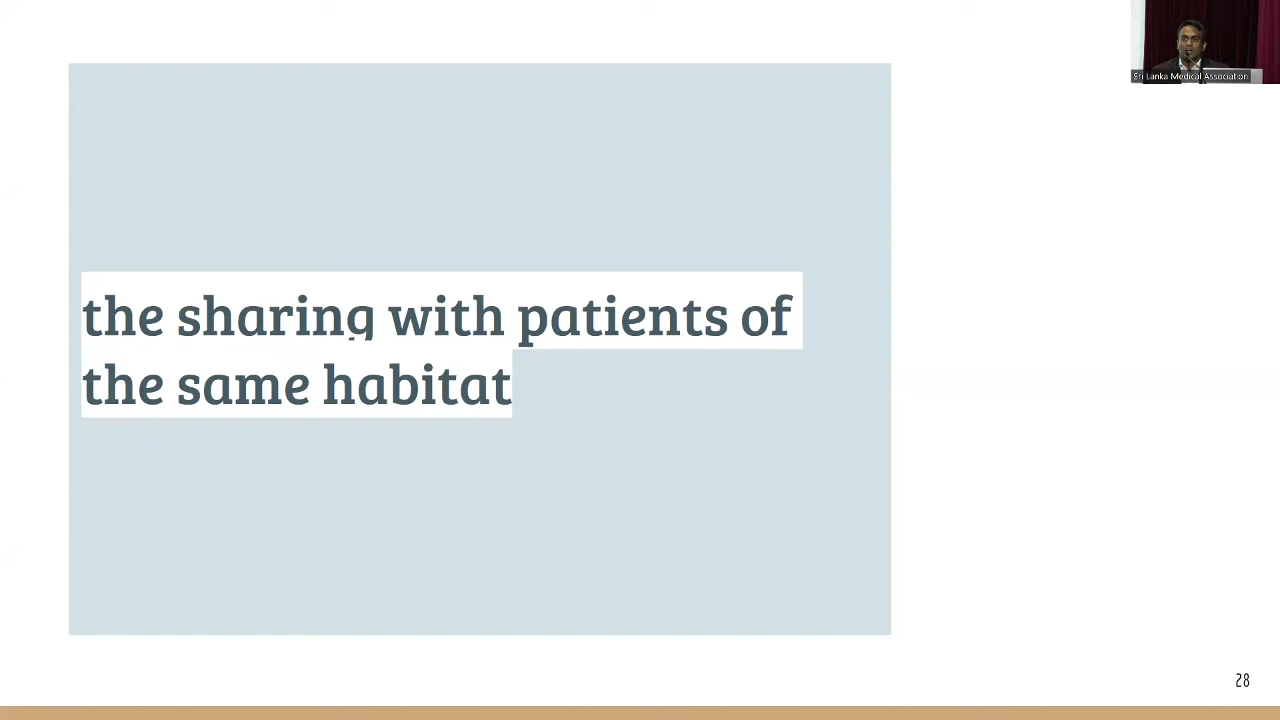 Sri Lanka Medical Association
the sharing with patients of
the same habitat
28